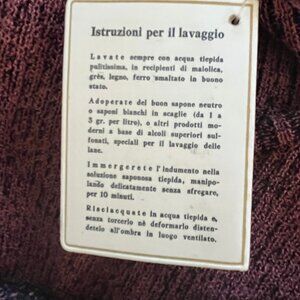 Istruzioni per il lavaggio
Lavate sempre con acqua tiepida
pulitissima, in recipienti di maiolica,
grès, legno, ferro smaltato in buono
stato.
Adoperate del buon sapone neutro
o saponi bianchi in scaglie (da 1 a
3 gr. per litro), o altri prodotti mo-
derni a base di alcoli superiori sul-
fonati, speciali per il lavaggio delle
lane.
Immergerete l'indumento nella
soluzione saponosa tiepida, manipo-
lando delicatamente senza sfregare,
per 10 minuti.
Risciacquate in acqua tiepida e,
senza torcerlo nè deformarlo disten-
detelo all'ombra in luogo ventilato.